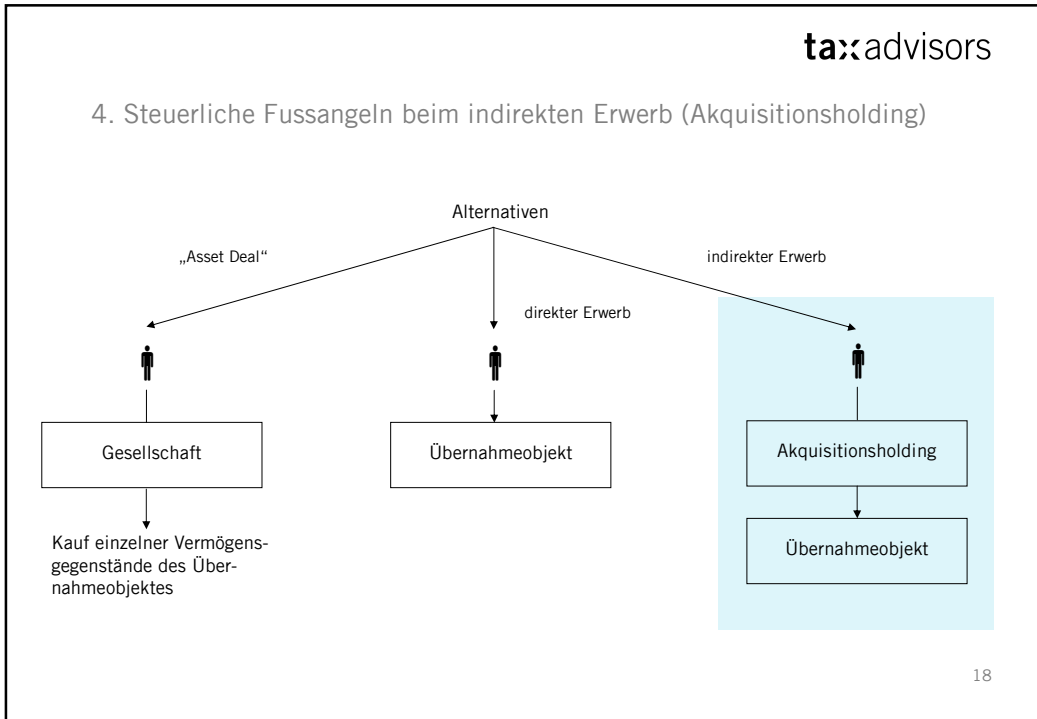 taxadvisors
4. Steuerliche Fussangeln beim indirekten Erwerb (Akquisitionsholding)
Alternativen
„Asset Deal“
indirekter Erwerb
direkter Erwerb
Gesellschaft
Übernahmeobjekt
Akquisitionsholding
Kauf einzelner Vermögens-
gegenstände des Über-
nahmeobjektes
Übernahmeobjekt
18